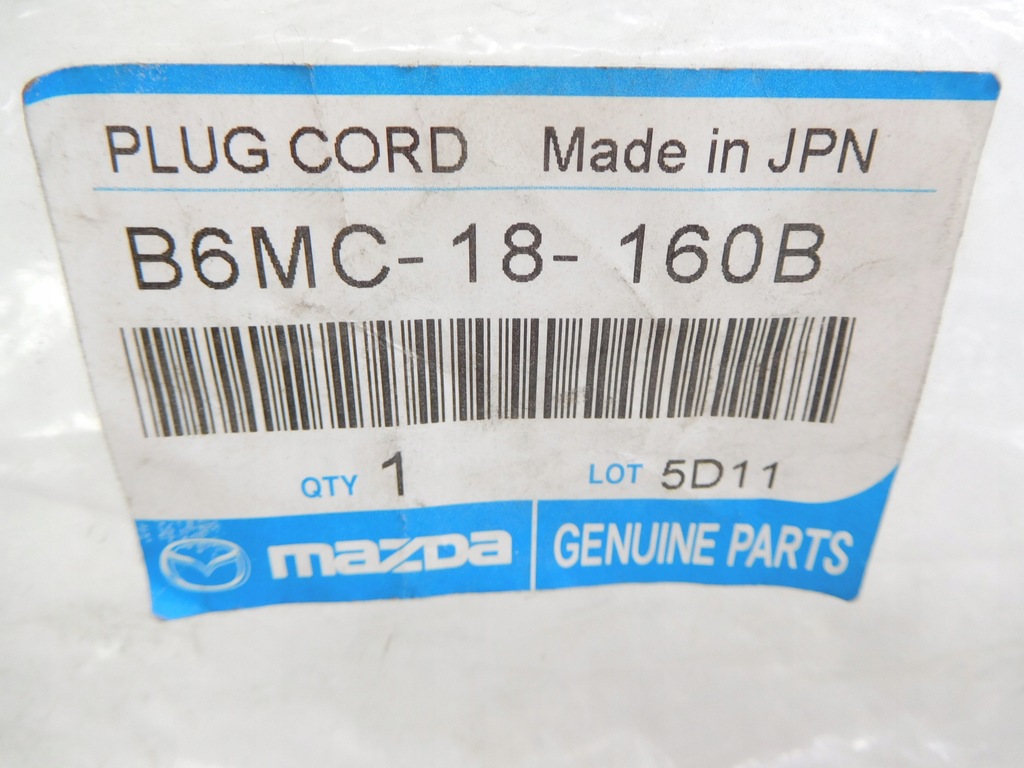 PLUG CORD Made in JPN
B6MC-18-160B
QTY 1 LOT 5D11
mazda GENUINE PARTS